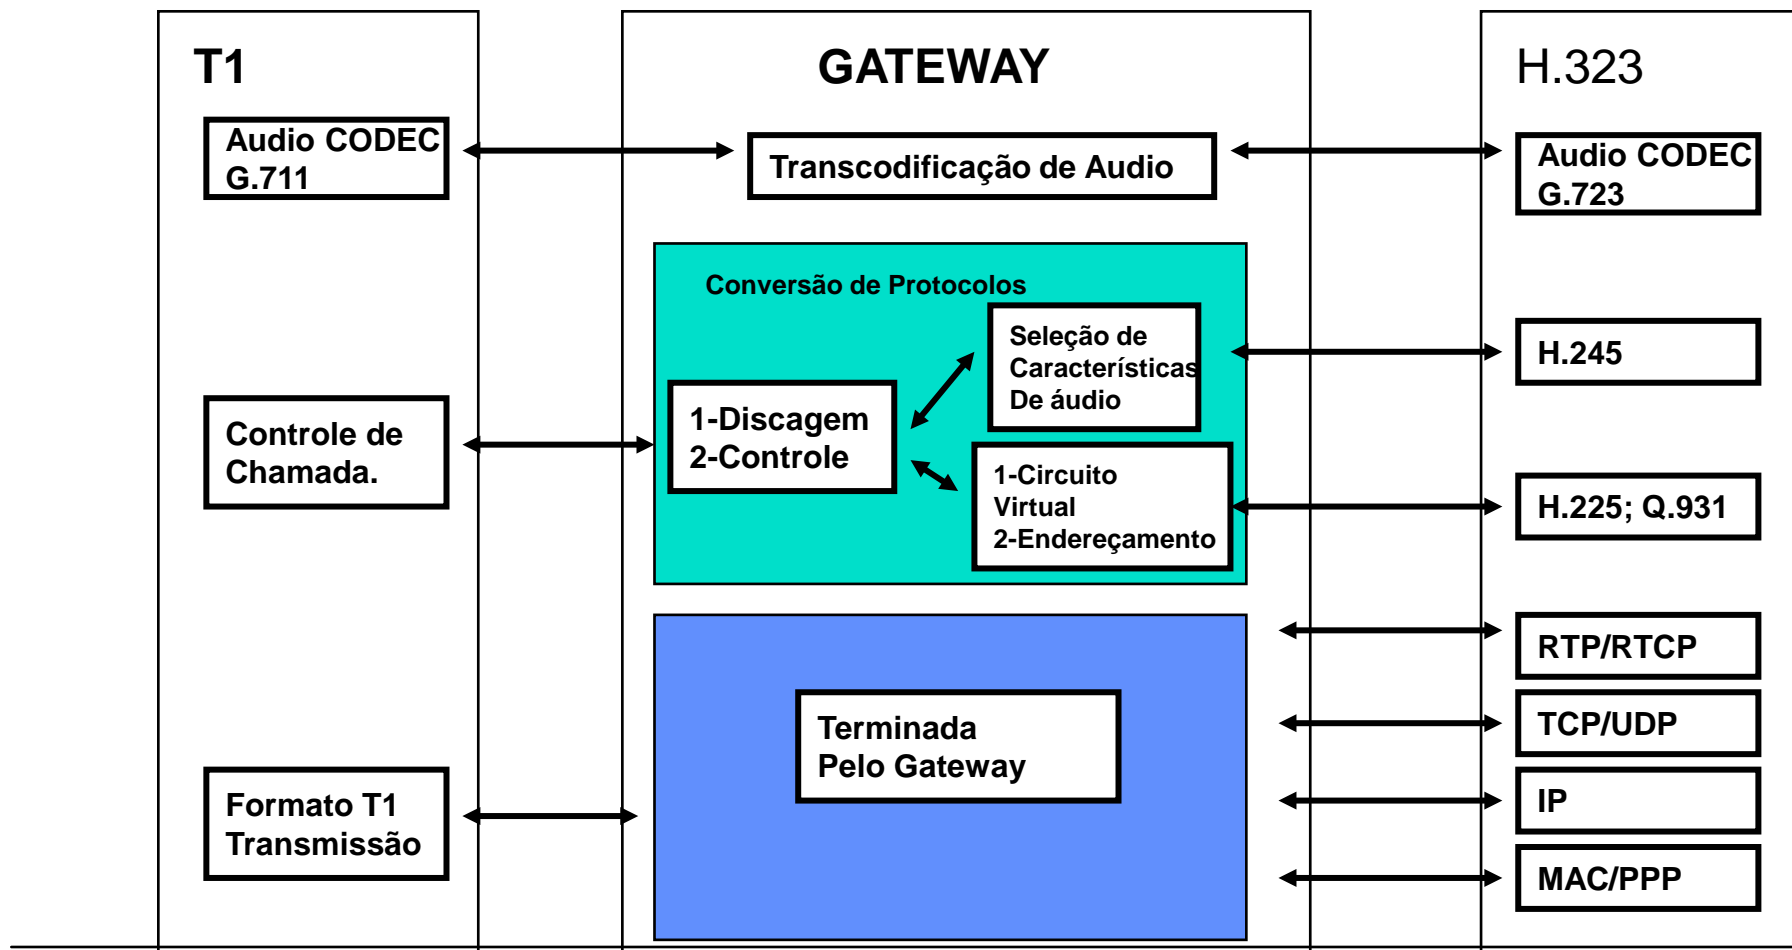 T1
GATEWAY
H.323
Audio CODEC
G.711
Transcodificação de Audio
Audio CODEC
G.723
Conversão de Protocolos
Seleção de
Características
De áudio
H.245
1-Discagem
2-Controle
Controle de
Chamada.
1-Circuito
Virtual
2-Endereçamento
H.225; Q.931
RTP/RTCP
Terminada
Pelo Gateway
TCP/UDP
Formato T1
Transmissão
IP
MAC/PPP